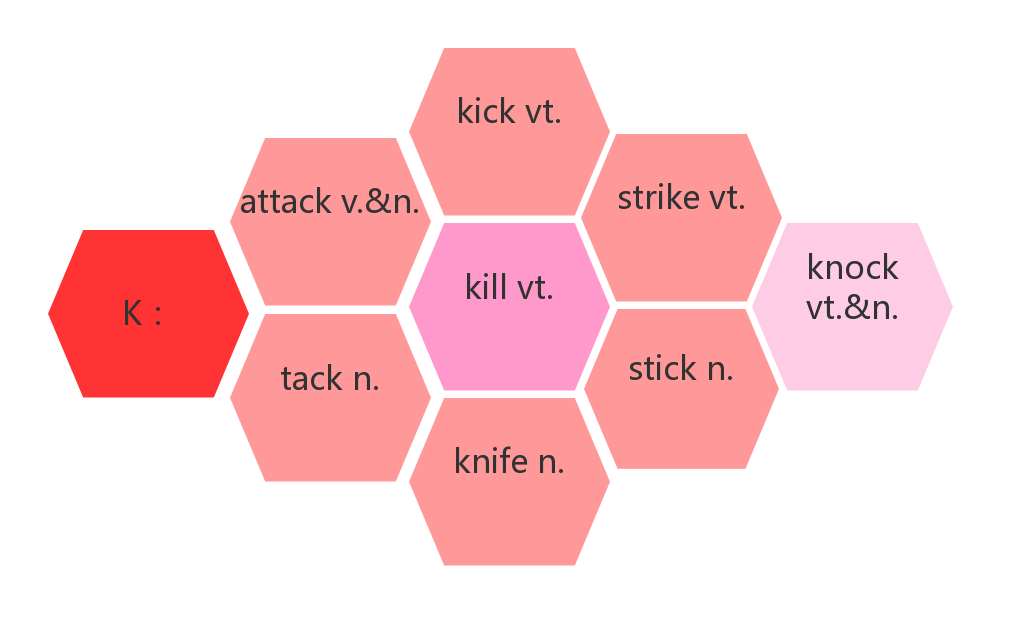 kick vt.
attack v.&n.
strike vt.
K :
kill vt.
knock
vt.&n.
tack n.
stick n.
knife n.